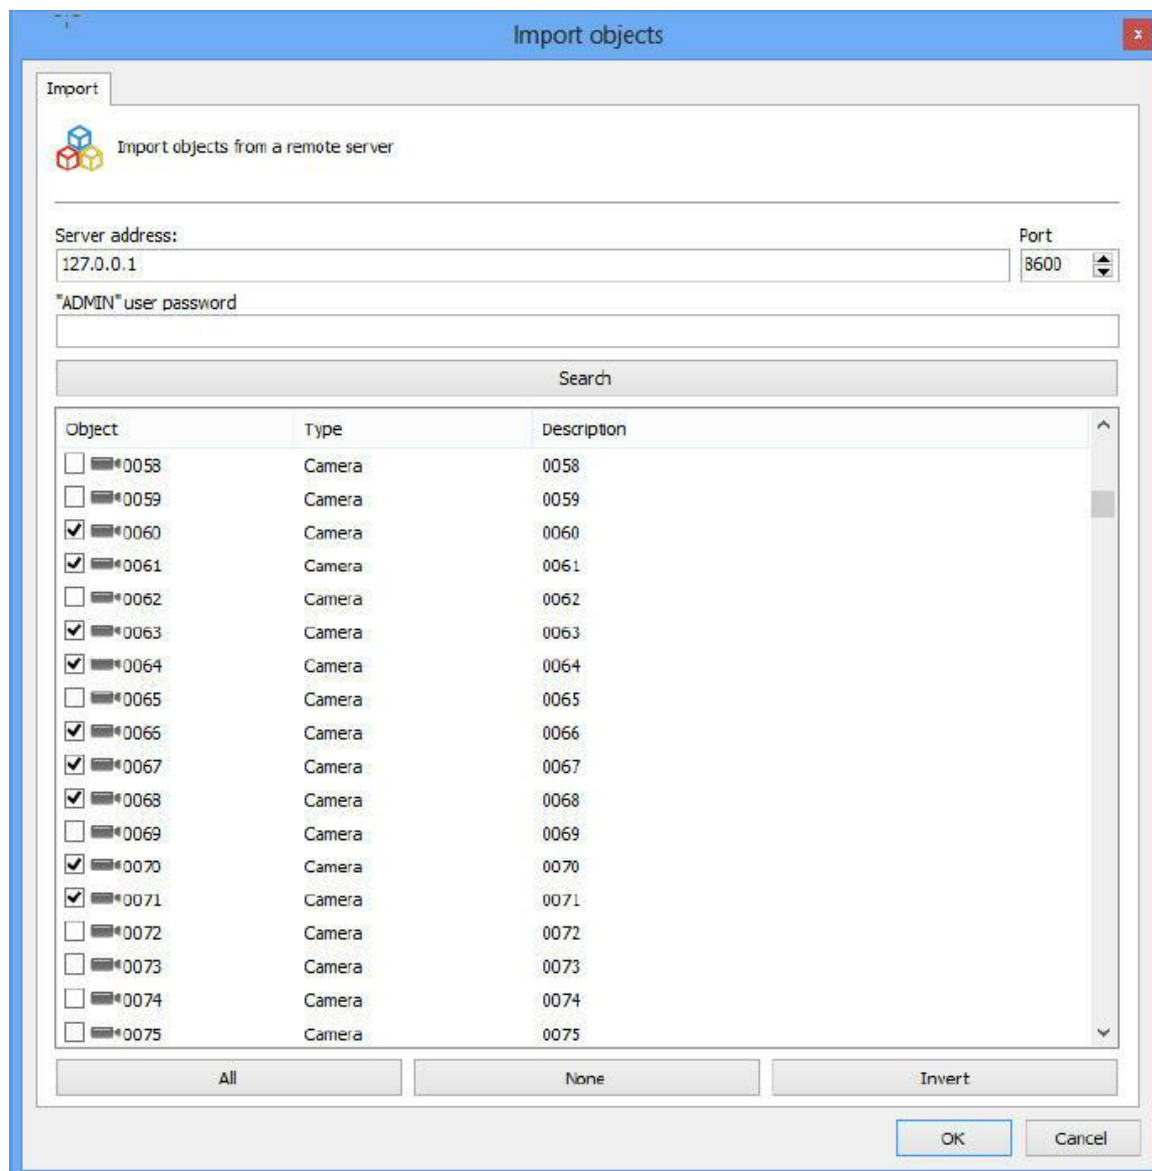 Import objects
x
Import
Import objects from a remote server
Server address: Port
127.0.0.1 8600
"ADMIN" user password
Search
Object Type Description
0058 Camera 0058
0059 Camera 0059
0060 Camera 0060
0061 Camera 0061
0062 Camera 0062
0063 Camera 0063
0064 Camera 0064
0065 Camera 0065
0066 Camera 0066
0067 Camera 0067
0068 Camera 0068
0069 Camera 0069
0070 Camera 0070
0071 Camera 0071
0072 Camera 0072
0073 Camera 0073
0074 Camera 0074
0075 Camera 0075
All None Invert
OK Cancel